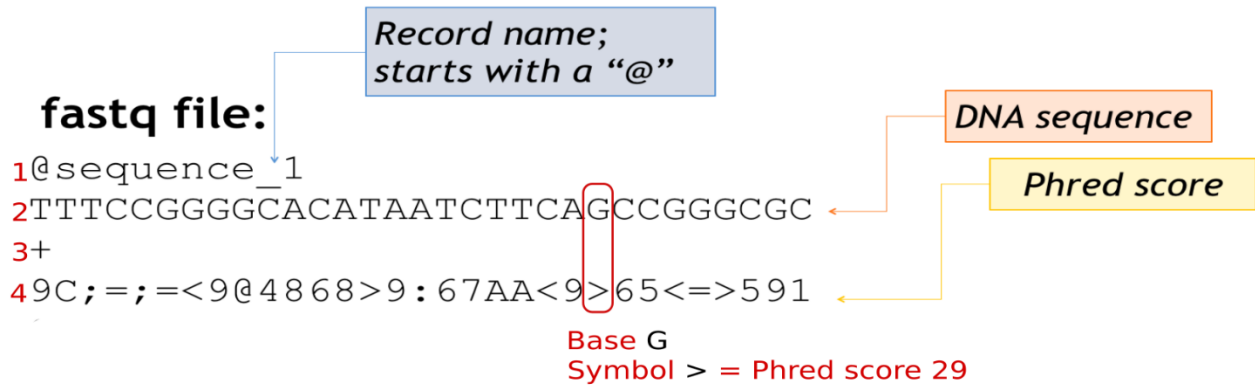 Record name;
starts with a “@”
fastq file:
DNA sequence
1@sequence_1
Phred score
2TTTCCGGGGCACATAATCTTCAGCCGGGCGC
3+
49C;=;=<9@4868>9:67AA<9>65<=>591
Base G
Symbol > = Phred score 29